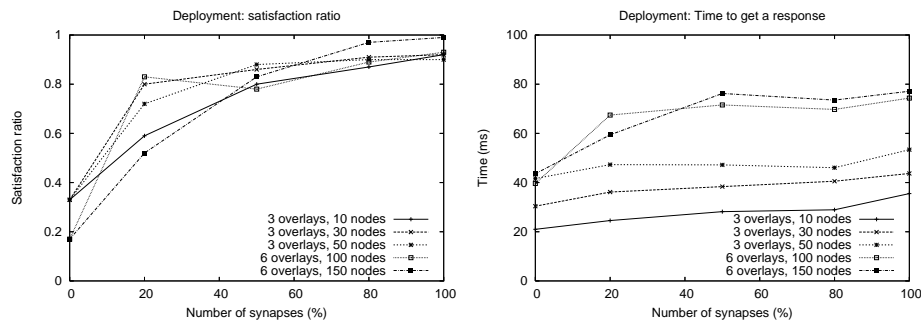 Deployment: satisfaction ratio
1
0.8
0.6
0.4
0.2
0
Satisfaction ratio
3 overlays, 10 nodes
3 overlays, 30 nodes
3 overlays, 50 nodes
6 overlays, 100 nodes
6 overlays, 150 nodes
0 20 40 60 80 100
Number of synapses (%)
Deployment: Time to get a response
100
80
60
40
20
0
Time (ms)
3 overlays, 10 nodes
3 overlays, 30 nodes
3 overlays, 50 nodes
6 overlays, 100 nodes
6 overlays, 150 nodes
0 20 40 60 80 100
Number of synapses (%)